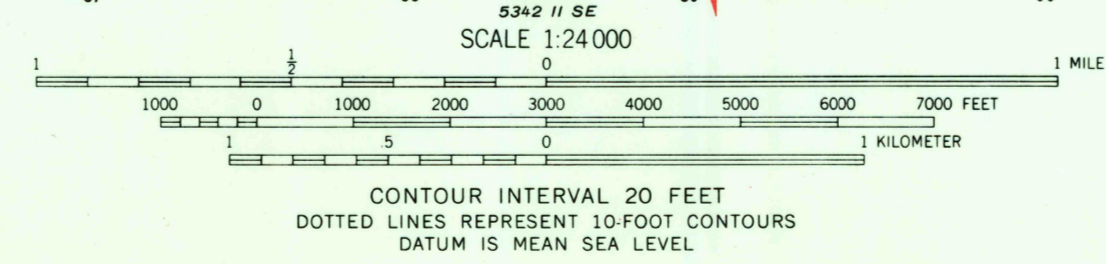 5342 II SE
SCALE 1:24 000
1 1/2 0 1 MILE
1000 0 1000 2000 3000 4000 5000 6000 7000 FEET
1 .5 0 1 KILOMETER
CONTOUR INTERVAL 20 FEET
DOTTED LINES REPRESENT 10-FOOT CONTOURS
DATUM IS MEAN SEA LEVEL